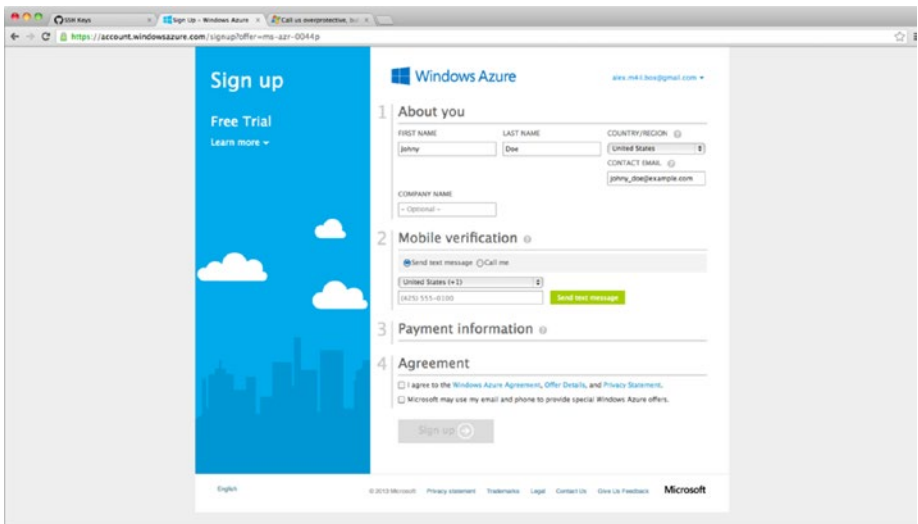 SSH Keys
Sign Up - Windows Azure
Call us overprotective, but
https://account.windowsazure.com/signup?offer=ms-azr-0044p
Sign up
Free Trial
Learn more
Windows Azure
1 About you
FIRST NAME LAST NAME COUNTRY/REGION
Johny Doe United States
CONTACT EMAIL
johny_doe@example.com
COMPANY NAME
- Optional -
2 Mobile verification
Send text message Call me
United States (+1)
(425) 555-0100 Send text message
3 Payment information
4 Agreement
I agree to the Windows Azure Agreement, Offer Details, and Privacy Statement.
Microsoft may use my email and phone to provide special Windows Azure offers.
Sign up
English © 2013 Microsoft Privacy statement Trademarks Legal Contact Us Give Us Feedback Microsoft